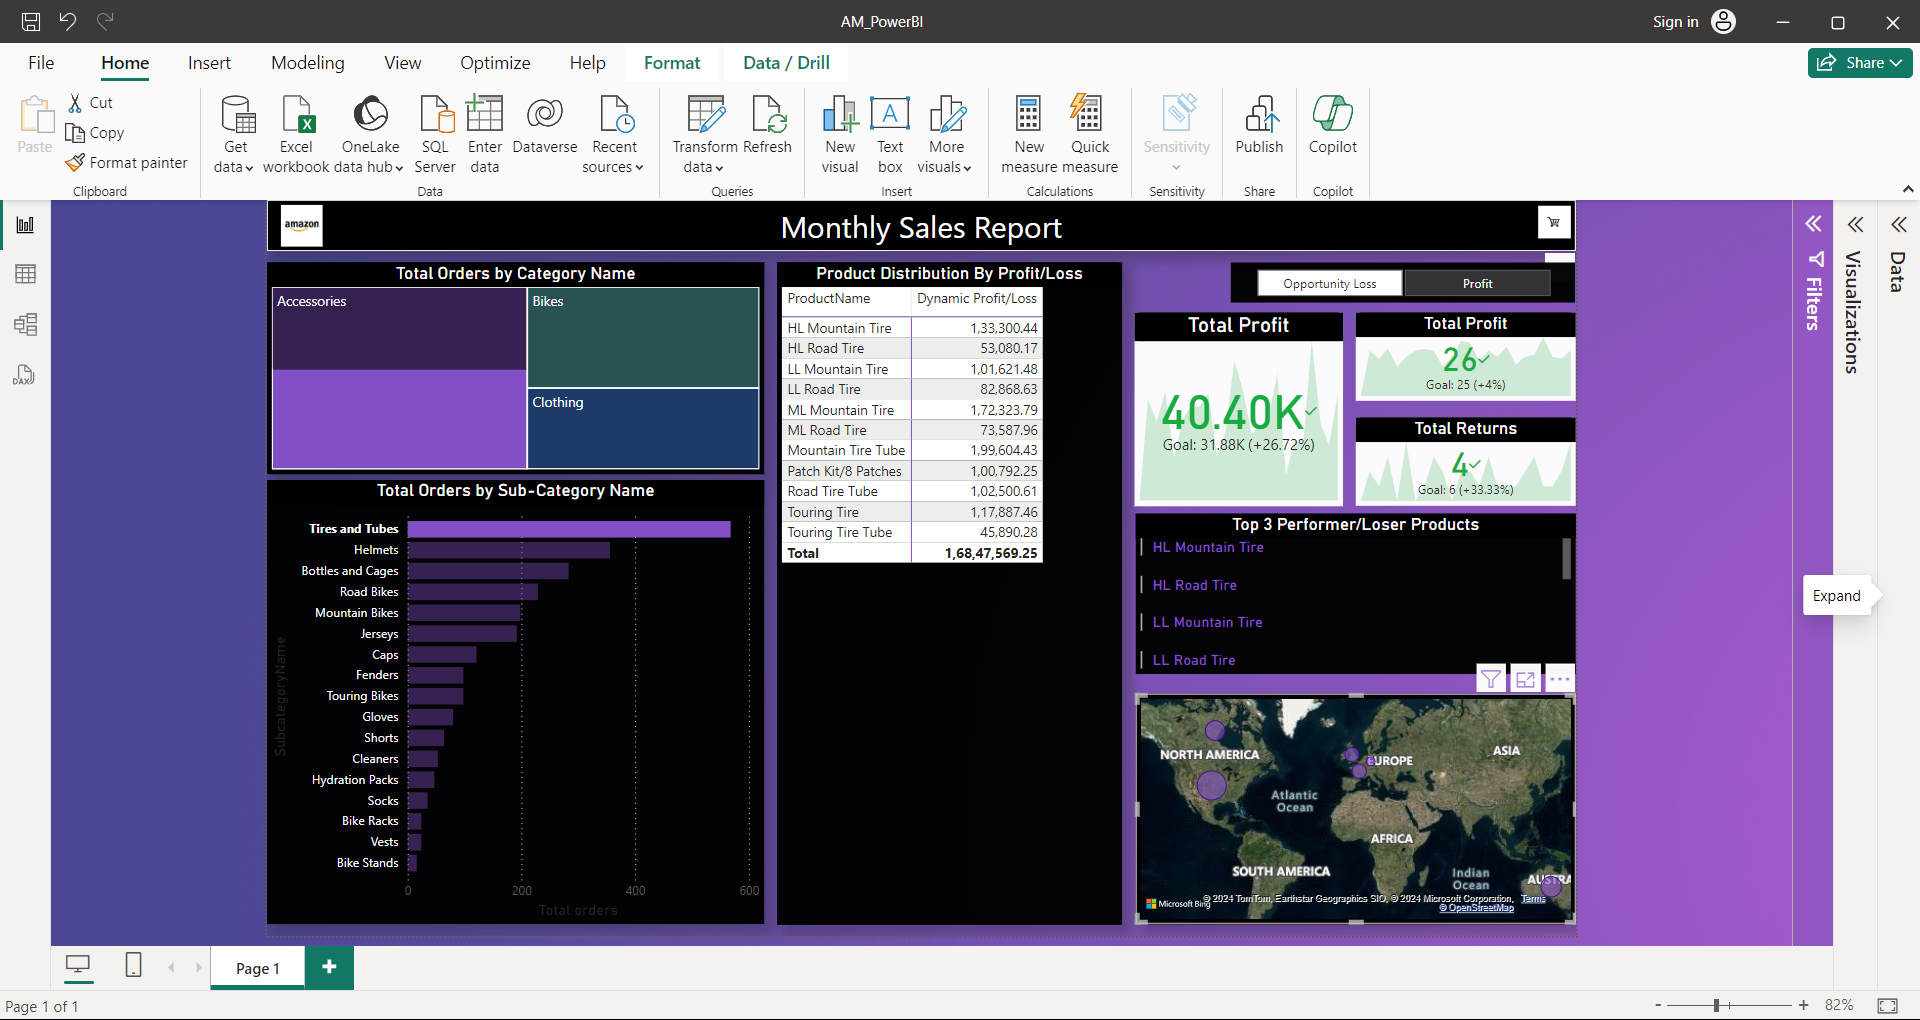 AM_PowerBI
Sign in
File
Home
Insert
Modeling
View
Optimize
Help
Format
Data / Drill
Share
Paste
Cut
Copy
Format painter
Clipboard
Get data
Excel workbook
OneLake data hub
SQL Server
Enter data
Dataverse
Recent sources
Data
Transform data
Refresh
Queries
New visual
Text box
More visuals
Insert
New measure
Quick measure
Calculations
Sensitivity
Sensitivity
Publish
Share
Copilot
Copilot
DAX
amazon
Monthly Sales Report
Total Orders by Category Name
Accessories
Bikes
Clothing
Total Orders by Sub-Category Name
SubcategoryName
Tires and Tubes
Helmets
Bottles and Cages
Road Bikes
Mountain Bikes
Jerseys
Caps
Fenders
Touring Bikes
Gloves
Shorts
Cleaners
Hydration Packs
Socks
Bike Racks
Vests
Bike Stands
0 200 400 600
Total orders
Product Distribution By Profit/Loss
ProductName Dynamic Profit/Loss
HL Mountain Tire 1,33,300.44
HL Road Tire 53,080.17
LL Mountain Tire 1,01,621.48
LL Road Tire 82,868.63
ML Mountain Tire 1,72,323.79
ML Road Tire 73,587.96
Mountain Tire Tube 1,99,604.43
Patch Kit/8 Patches 1,00,792.25
Road Tire Tube 1,02,500.61
Touring Tire 1,17,887.46
Touring Tire Tube 45,890.28
Total 1,68,47,569.25
Opportunity Loss
Profit
Total Profit
40.40K
Goal: 31.88K (+26.72%)
Total Profit
26
Goal: 25 (+4%)
Total Returns
4
Goal: 6 (+33.33%)
Top 3 Performer/Loser Products
HL Mountain Tire
HL Road Tire
LL Mountain Tire
LL Road Tire
NORTH AMERICA
EUROPE
ASIA
Atlantic Ocean
AFRICA
SOUTH AMERICA
Indian Ocean
AUSTRA
Microsoft Bing
© 2024 TomTom, Earthstar Geographics SIO, © 2024 Microsoft Corporation, Terms
© OpenStreetMap
Filters
Visualizations
Data
Expand
Page 1
Page 1 of 1
- + 82%